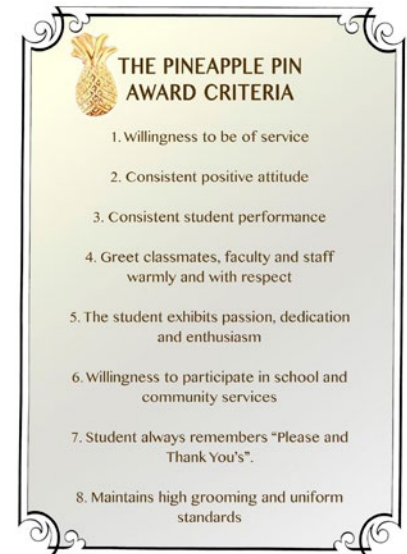 THE PINEAPPLE PIN
AWARD CRITERIA
1. Willingness to be of service
2. Consistent positive attitude
3. Consistent student performance
4. Greet classmates, faculty and staff
warmly and with respect
5. The student exhibits passion, dedication
and enthusiasm
6. Willingness to participate in school and
community services
7. Student always remembers “Please and
Thank You’s”.
8. Maintains high grooming and uniform
standards